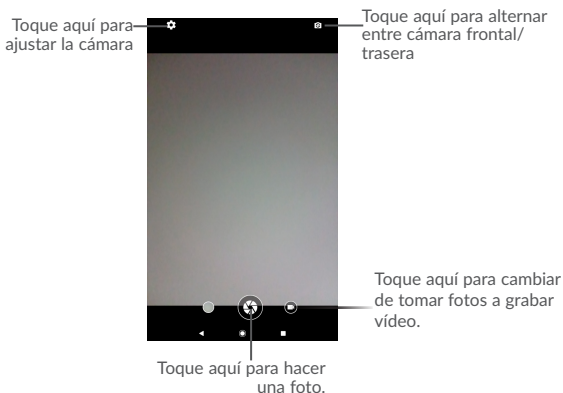 Toque aquí para
ajustar la cámara
Toque aquí para alternar
entre cámara frontal/
trasera
Toque aquí para cambiar
de tomar fotos a grabar
vídeo.
Toque aquí para hacer
una foto.